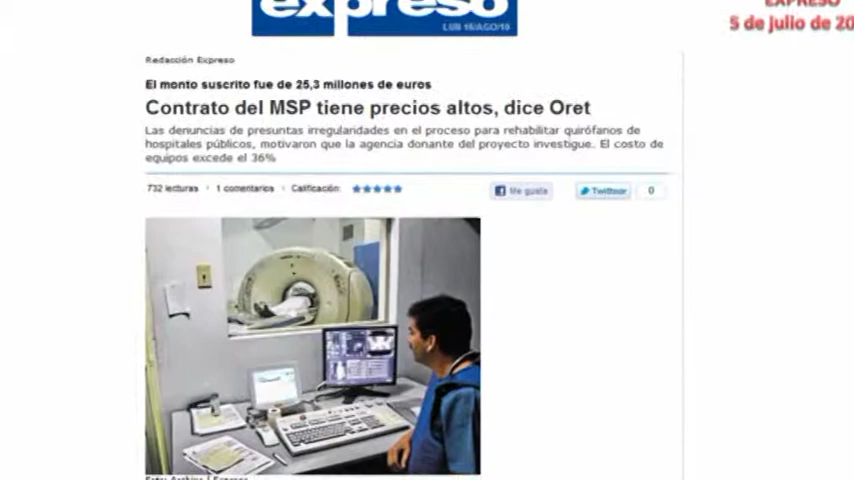 expreso
EXPRESO
LUN 16/AGO/10
5 de julio de 20
Redacción Expreso
El monto suscrito fue de 25,3 millones de euros
Contrato del MSP tiene precios altos, dice Oret
Las denuncias de presuntas irregularidades en el proceso para rehabilitar quirófanos de
hospitales públicos, motivaron que la agencia donante del proyecto investigue. El costo de
equipos excede el 36%
732 lecturas 1 comentarios Calificación:
Me gusta
Twittear
0